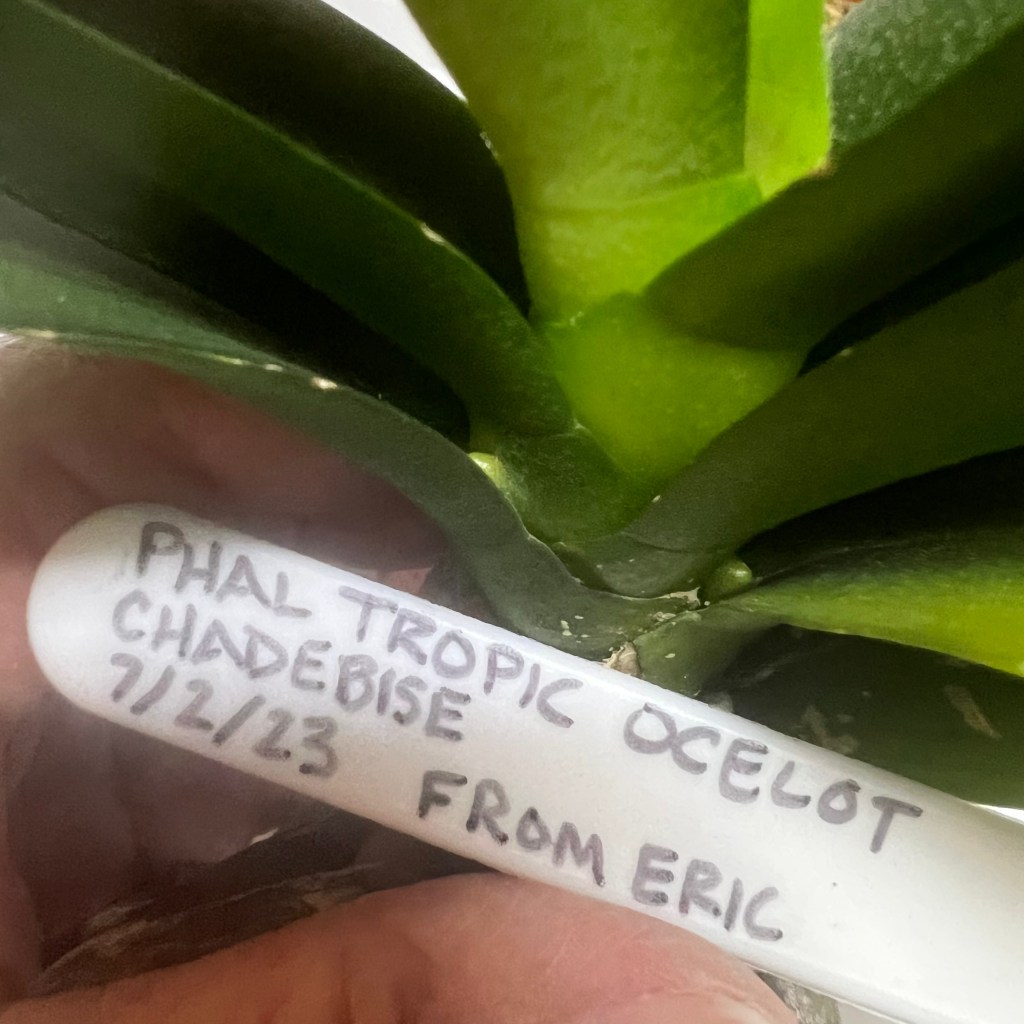 PHAL TROPIC OCELOT
CHADEBISE
7/2/23 FROM ERIC